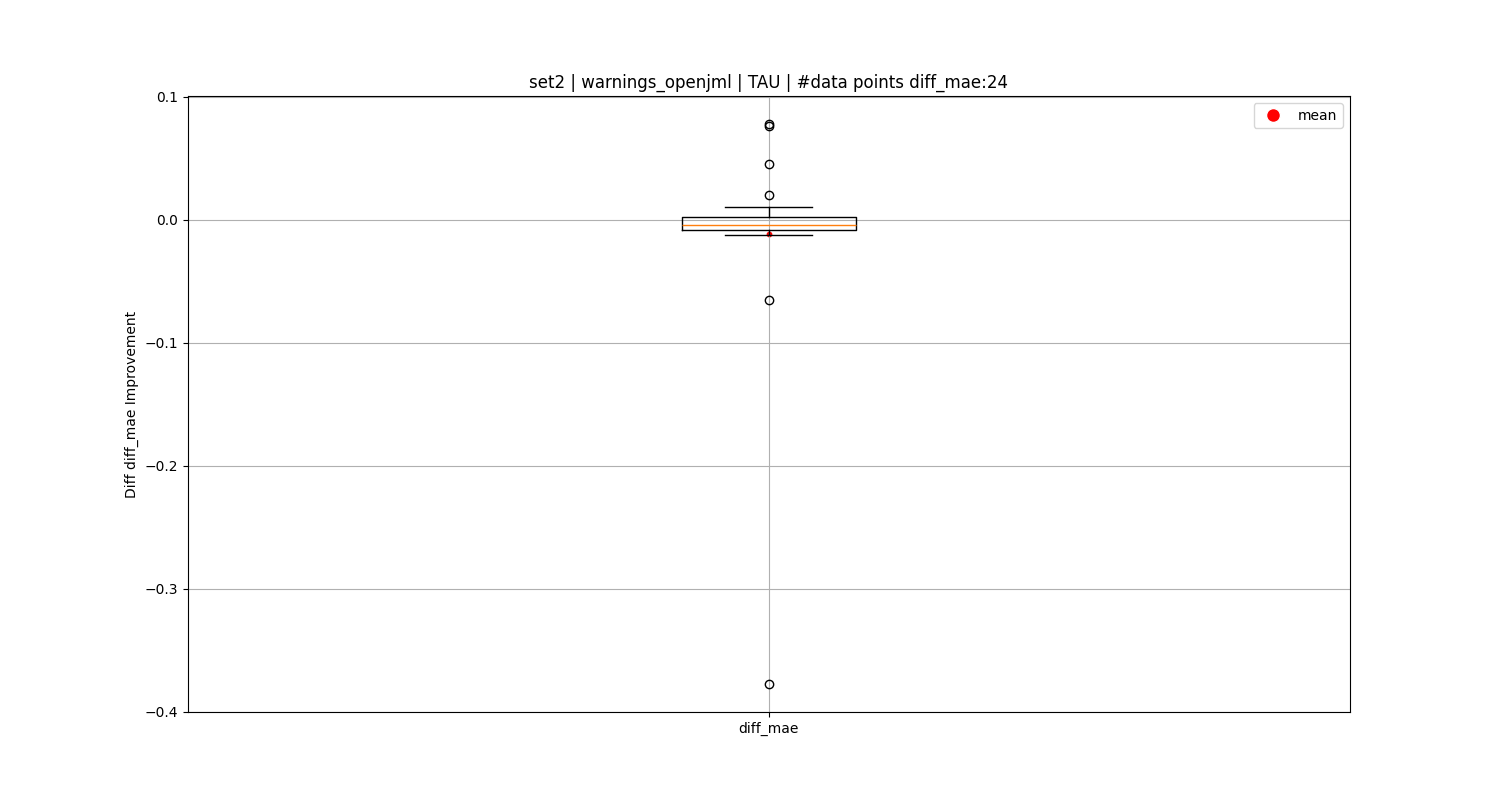 set2 | warnings_openjml | TAU | #data points diff_mae:24
mean
0.1
0.0
−0.1
−0.2
−0.3
−0.4
Diff diff_mae Improvement
diff_mae